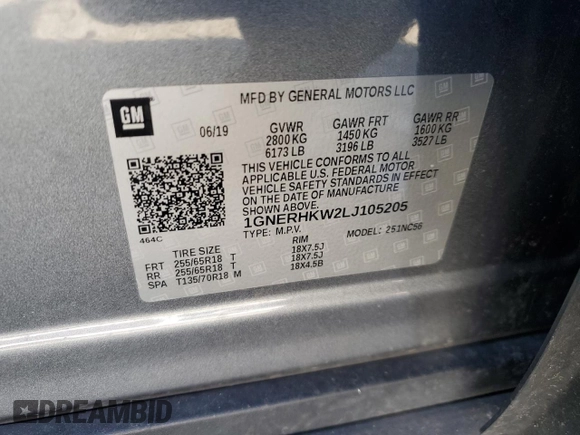 GM
MFD BY GENERAL MOTORS LLC
06/19 GVWR GAWR FRT GAWR RR
2800 KG 1450 KG 1600 KG
6173 LB 3196 LB 3527 LB
THIS VEHICLE CONFORMS TO ALL
APPLICABLE U.S. FEDERAL MOTOR
VEHICLE SAFETY STANDARDS IN EFFECT
ON THE DATE OF MANUFACTURE
1GNERHKW2LJ105205
TYPE: M.P.V. MODEL: 251NC56
464C
TIRE SIZE RIM
FRT 255/65R18 T 18X7.5J
RR 255/65R18 T 18X7.5J
SPA T135/70R18 M 18X4.5B
DREAMBID